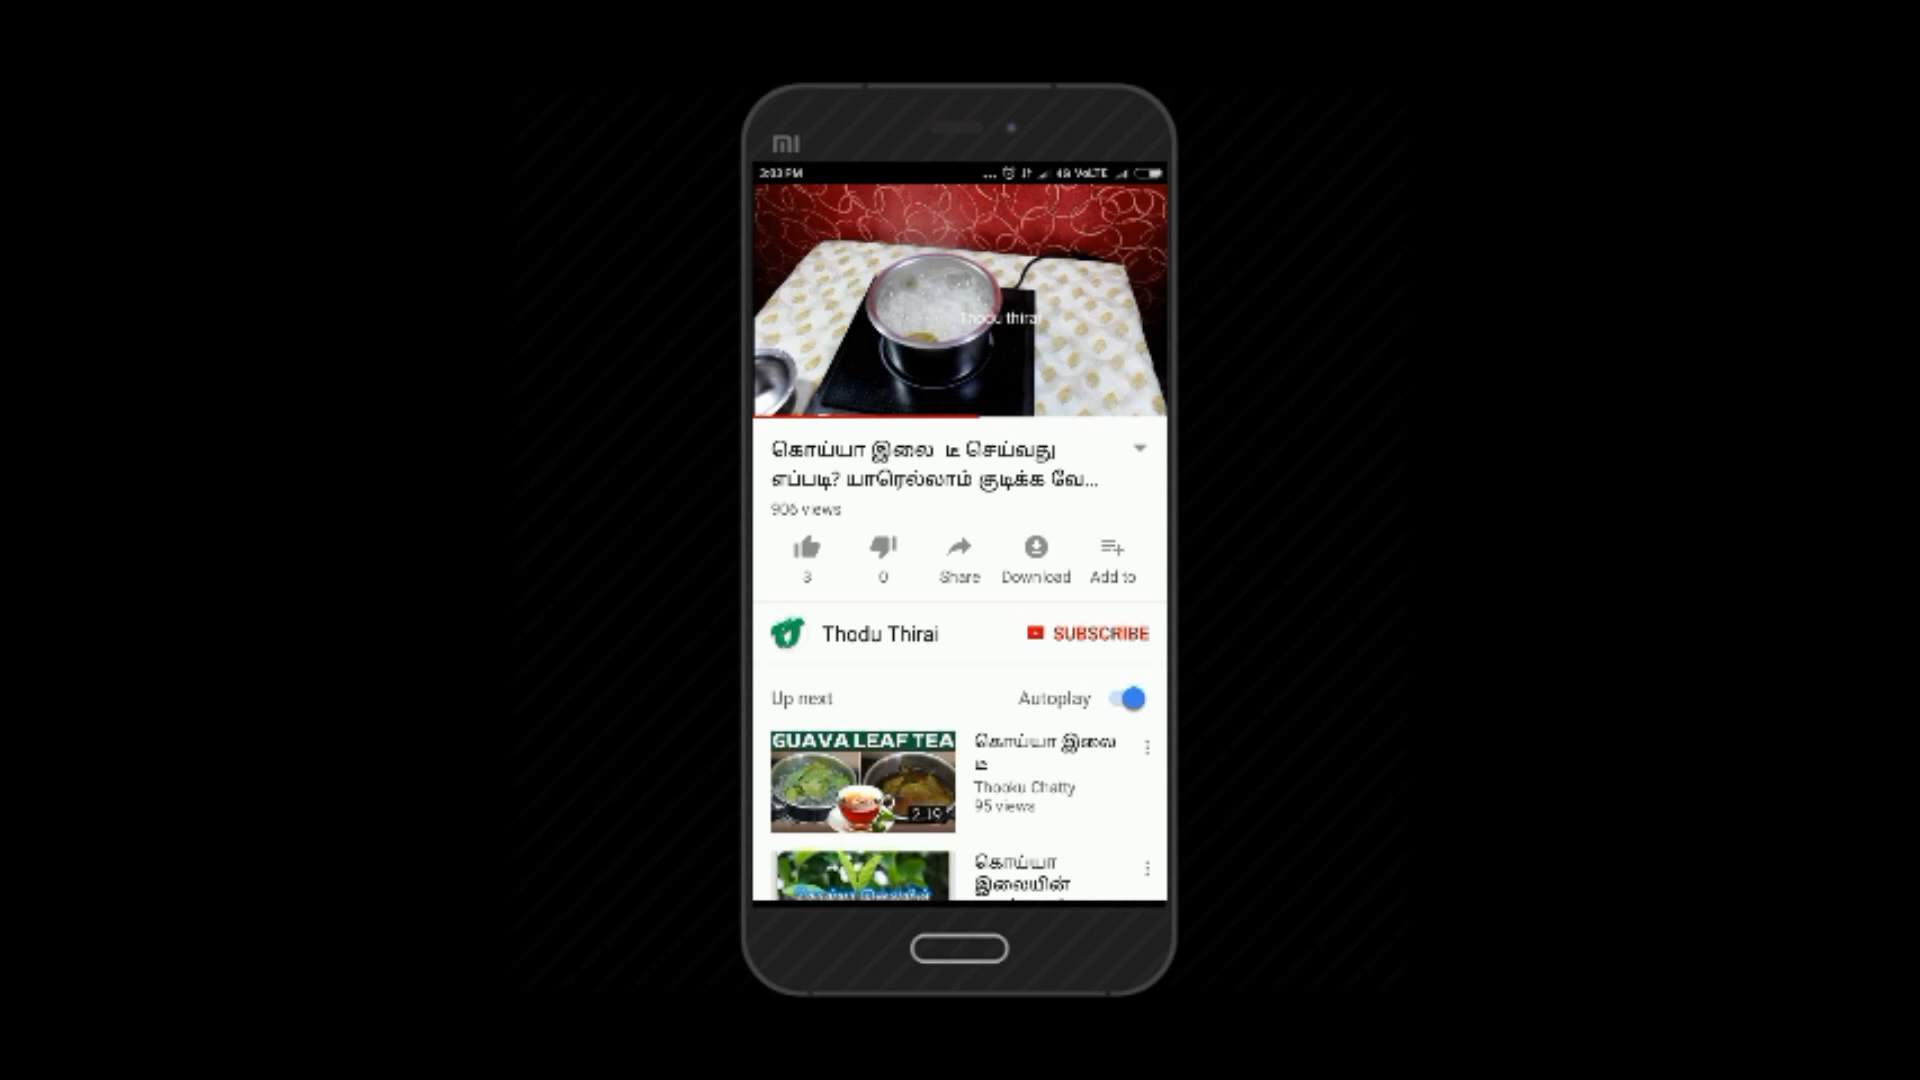 mi
3:03 PM
4G VoLTE
Thodu thirai
கொய்யா இலை டீ செய்வது
எப்படி? யாரெல்லாம் குடிக்க வே...
906 views
3
0
Share
Download
Add to
Thodu Thirai
SUBSCRIBE
Up next
Autoplay
GUAVA LEAF TEA
2:19
கொய்யா இலை
டீ
Thooku Chatty
95 views
கொய்யா
இலையின்